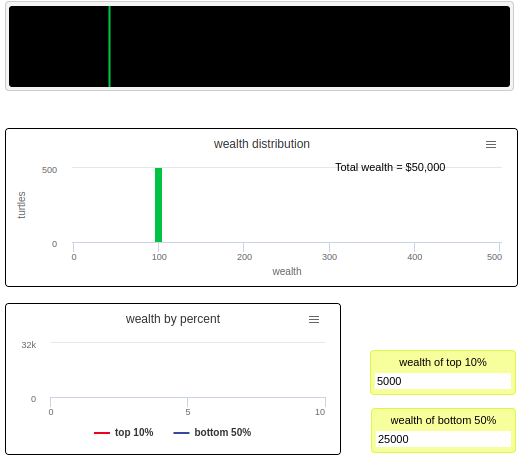 wealth distribution
Total wealth = $50,000
500
turtles
0
0 100 200 300 400 500
wealth
wealth by percent
32k
0
0 5 10
top 10% bottom 50%
wealth of top 10%
5000
wealth of bottom 50%
25000